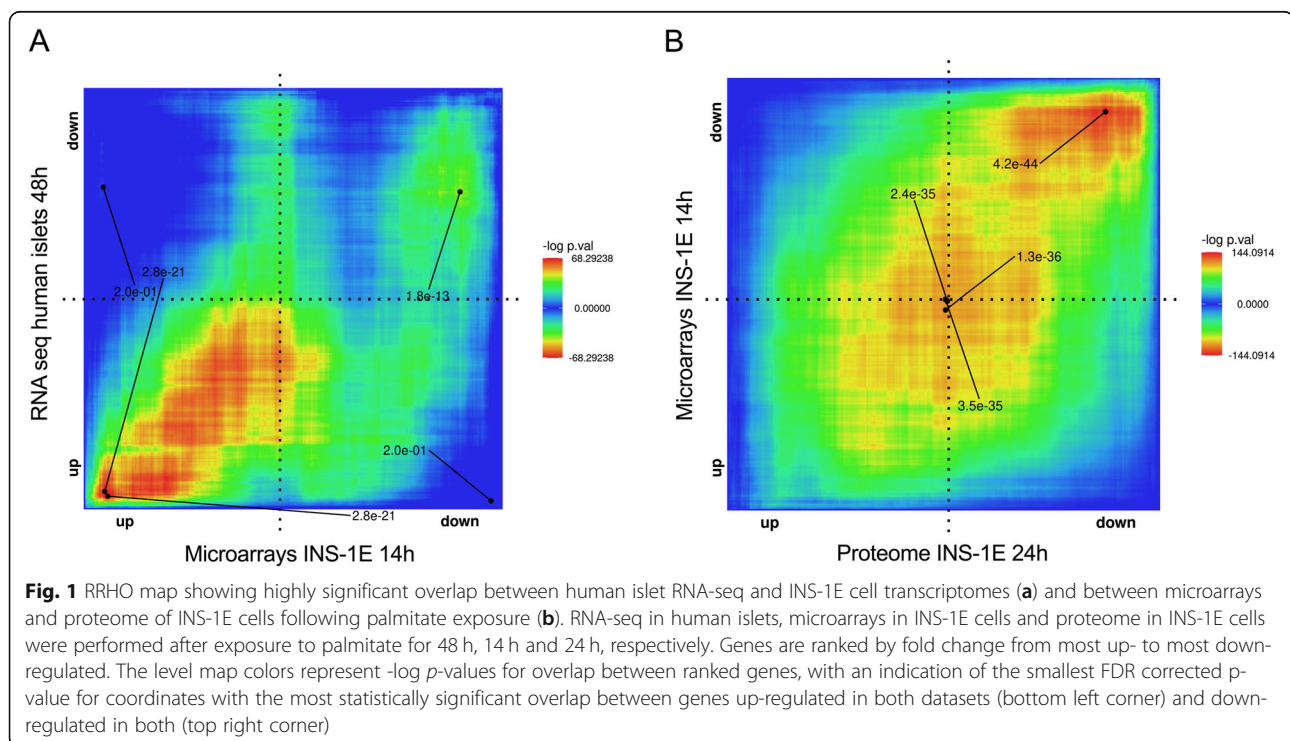 A
RNA seq human islets 48h
down
up
2.8e-21
2.0e-01
1.8e-13
2.0e-01
2.8e-21
up
down
Microarrays INS-1E 14h
-log p.val
68.29238
0.00000
-68.29238
B
Microarrays INS-1E 14h
down
up
4.2e-44
2.4e-35
1.3e-36
3.5e-35
up
down
Proteome INS-1E 24h
-log p.val
144.0914
0.0000
-144.0914
Fig. 1 RRHO map showing highly significant overlap between human islet RNA-seq and INS-1E cell transcriptomes (a) and between microarrays
and proteome of INS-1E cells following palmitate exposure (b). RNA-seq in human islets, microarrays in INS-1E cells and proteome in INS-1E cells
were performed after exposure to palmitate for 48 h, 14 h and 24 h, respectively. Genes are ranked by fold change from most up- to most down-
regulated. The level map colors represent -log p-values for overlap between ranked genes, with an indication of the smallest FDR corrected p-
value for coordinates with the most statistically significant overlap between genes up-regulated in both datasets (bottom left corner) and down-
regulated in both (top right corner)